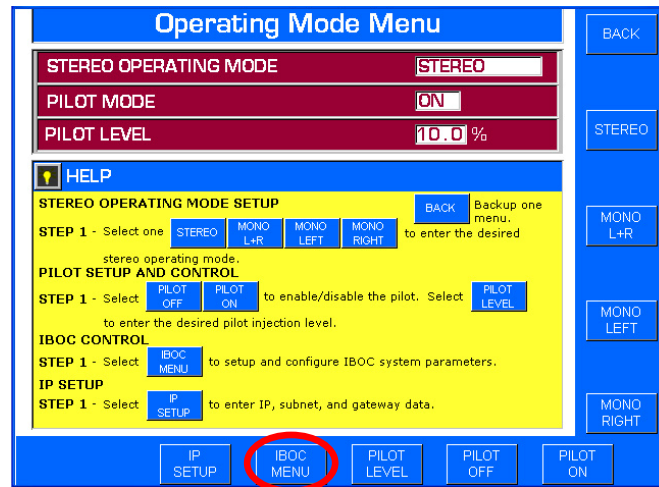 Operating Mode Menu
BACK
STEREO OPERATING MODE STEREO
PILOT MODE ON
PILOT LEVEL 10.0 %
STEREO
HELP
STEREO OPERATING MODE SETUP BACK Backup one menu.
STEP 1 - Select one STEREO MONO L+R MONO LEFT MONO RIGHT to enter the desired
stereo operating mode.
MONO L+R
PILOT SETUP AND CONTROL
STEP 1 - Select PILOT OFF PILOT ON to enable/disable the pilot. Select PILOT LEVEL
to enter the desired pilot injection level.
MONO LEFT
IBOC CONTROL
STEP 1 - Select IBOC MENU to setup and configure IBOC system parameters.
IP SETUP
STEP 1 - Select IP SETUP to enter IP, subnet, and gateway data.
MONO RIGHT
IP SETUP IBOC MENU PILOT LEVEL PILOT OFF PILOT ON